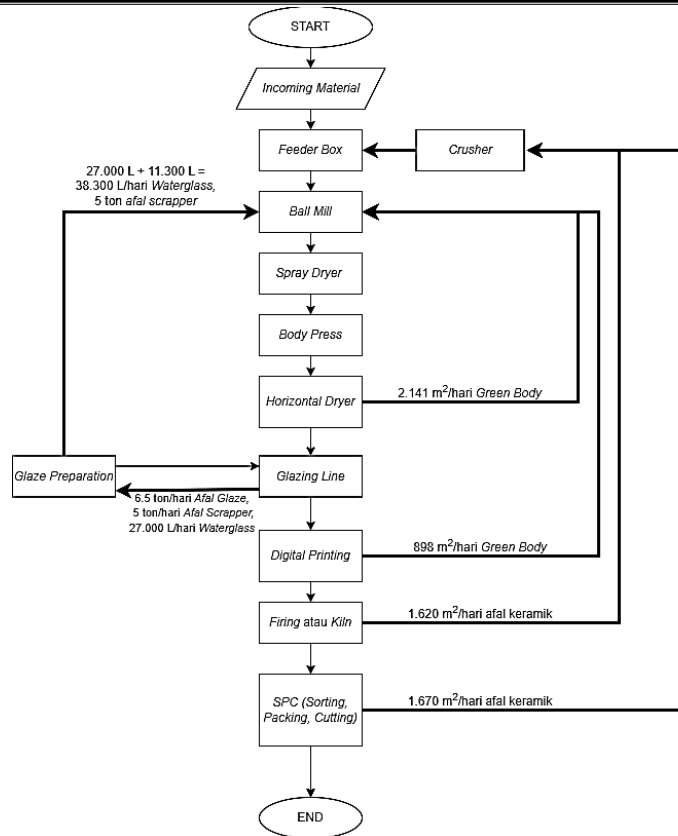 START
Incoming Material
Feeder Box
Crusher
27.000 L + 11.300 L =
38.300 L/hari Waterglass,
5 ton afal scrapper
Ball Mill
Spray Dryer
Body Press
Horizontal Dryer
2.141 m²/hari Green Body
Glaze Preparation
Glazing Line
6.5 ton/hari Afal Glaze,
5 ton/hari Afal Scrapper,
27.000 L/hari Waterglass
Digital Printing
898 m²/hari Green Body
Firing atau Kiln
1.620 m²/hari afal keramik
SPC (Sorting,
Packing, Cutting)
1.670 m²/hari afal keramik
END